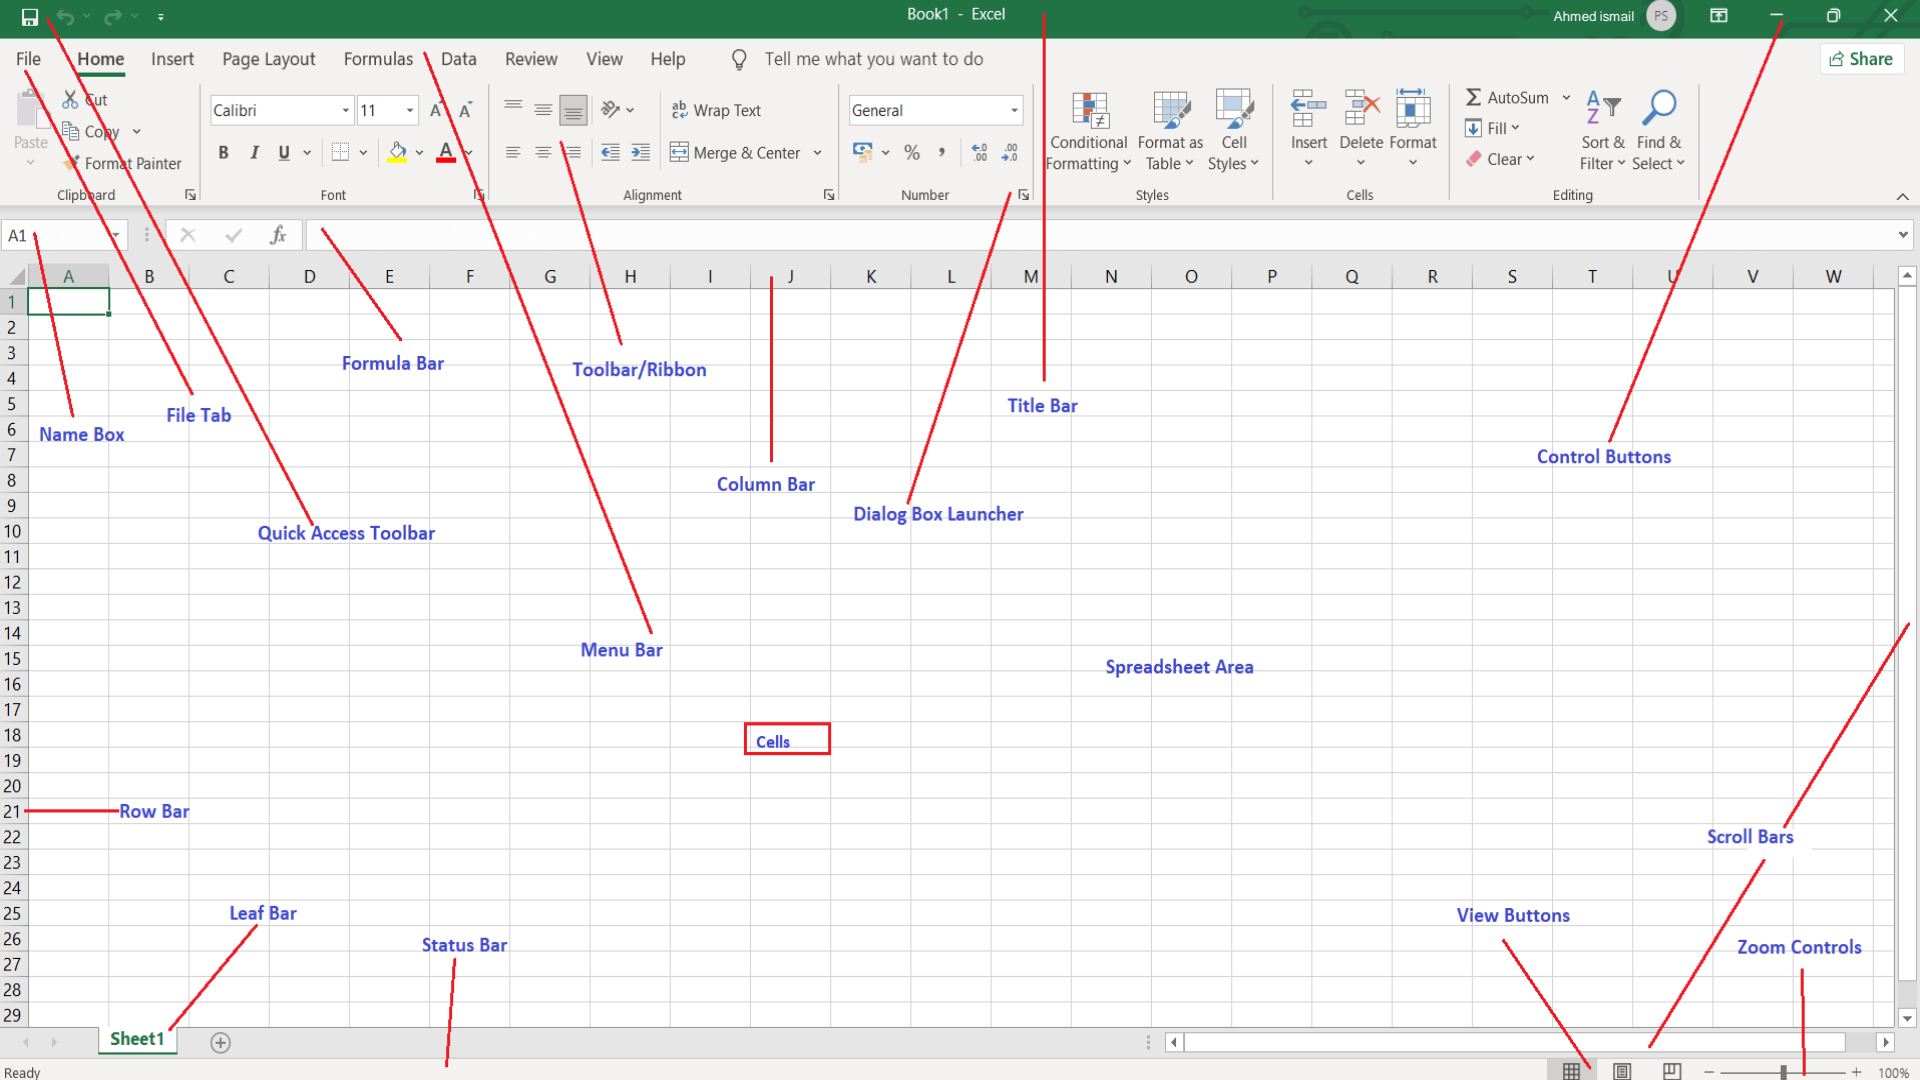 Book1 - Excel
Ahmed ismail PS
File Home Insert Page Layout Formulas Data Review View Help Tell me what you want to do Share
Paste
Cut
Copy
Format Painter
Clipboard
Calibri 11 A A
B I U A
Font
ab Wrap Text
Merge & Center
Alignment
General
% , .00 .0
Number
Conditional Formatting
Format as Table
Cell Styles
Styles
Insert Delete Format
Cells
AutoSum
Fill
Clear
Sort & Filter
Find & Select
Editing
A1 fx
A B C D E F G H I J K L M N O P Q R S T U V W
1
2
3
Formula Bar
Toolbar/Ribbon
4
5
File Tab
Title Bar
6
Name Box
7
Control Buttons
8
Column Bar
9
Dialog Box Launcher
10
Quick Access Toolbar
11
12
13
14
Menu Bar
15
Spreadsheet Area
16
17
18
Cells
19
20
21
Row Bar
22
Scroll Bars
23
24
25
Leaf Bar
View Buttons
26
Status Bar
Zoom Controls
27
28
29
Sheet1
Ready 100%